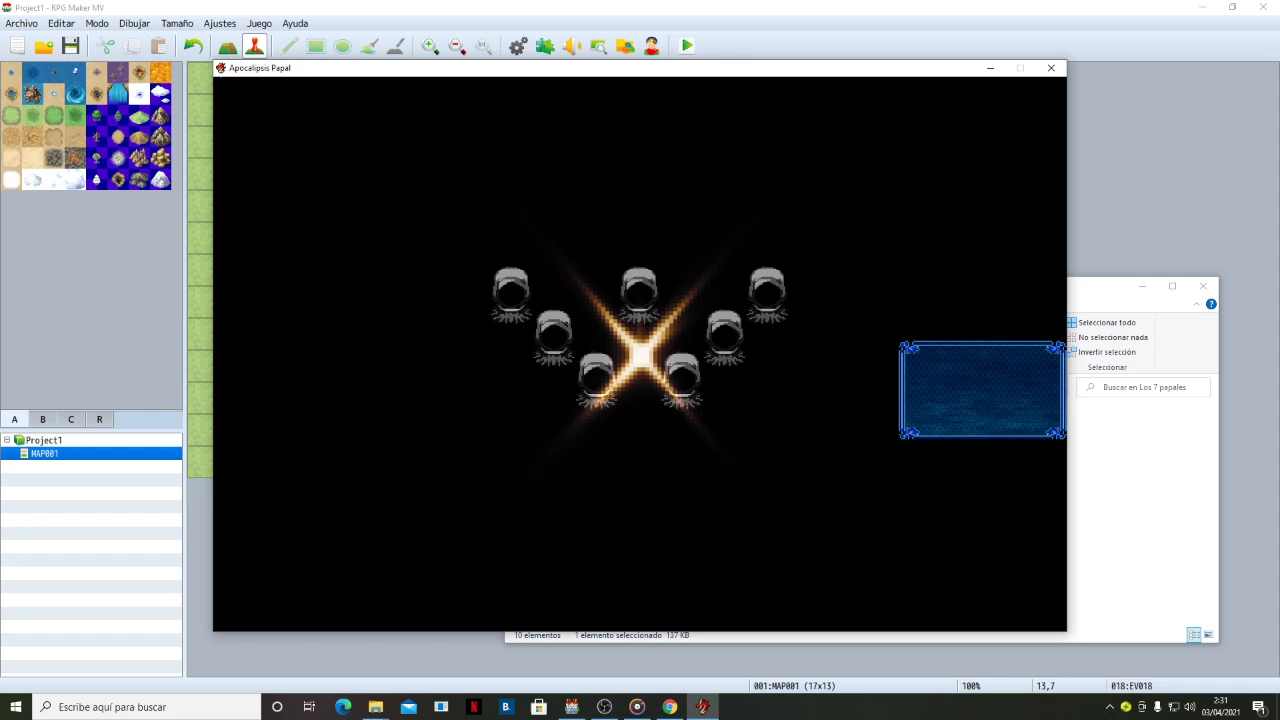 Project1 - RPG Maker MV
Archivo Editar Modo Dibujar Tamaño Ajustes Juego Ayuda
1:1
Apocalipsis Papal
Seleccionar todo
No seleccionar nada
Invertir selección
Seleccionar
Buscar en Los 7 papales
A B C R
Project1
MAP001
10 elementos 1 elemento seleccionado 137 KB
001:MAP001 (17x13) 100% 13,7 018:EV018
Escribe aquí para buscar
N
B.
2:31
03/04/2021